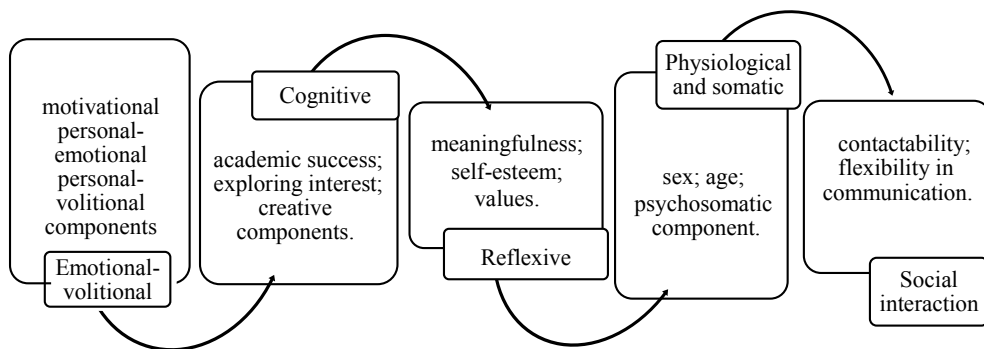 motivational
personal-
emotional
personal-
volitional
components
Emotional-
volitional
Cognitive
academic success;
exploring interest;
creative
components.
meaningfulness;
self-esteem;
values.
Reflexive
Physiological
and somatic
sex; age;
psychosomatic
component.
contactability;
flexibility in
communication.
Social
interaction